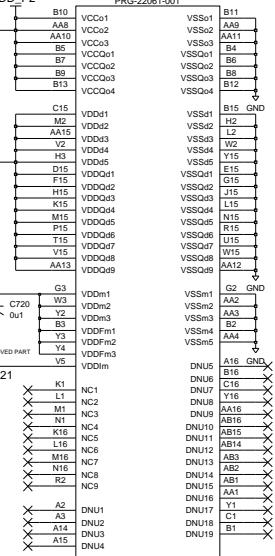 PRG-22061-001
B10 VCCo1 VSSo1 B11
AA8 VCCo2 VSSo2 AA9
AA10 VCCo3 VSSo3 AA11
B5 VCCQo1 VSSQo1 B4
B7 VCCQo2 VSSQo2 B6
B9 VCCQo3 VSSQo3 B8
B13 VCCQo4 VSSQo4 B12
C15 VDDd1 VSSd1 B15 GND
M2 VDDd2 VSSd2 H2
AA15 VDDd3 VSSd3 L2
V2 VDDd4 VSSd4 W2
H3 VDDd5 VSSd5 Y15
D15 VDDQd1 VSSQd1 E15
F15 VDDQd2 VSSQd2 G15
H15 VDDQd3 VSSQd3 J15
K15 VDDQd4 VSSQd4 L15
M15 VDDQd5 VSSQd5 N15
P15 VDDQd6 VSSQd6 R15
T15 VDDQd7 VSSQd7 U15
V15 VDDQd8 VSSQd8 W15
AA13 VDDQd9 VSSQd9 AA12
G3 VDDm1 VSSm1 G2 GND
C720 W3 VDDm2 VSSm2 AA2
0u1 Y2 VDDm3 VSSm3 AA3
B3 VDDFm1 VSSm4 B2
Y3 VDDFm2 VSSm5 AA4
VED PART Y4 VDDFm3
V5 VDDIm DNU5 A16 GND
21 DNU6 B16
K1 NC1 DNU7 C16
L1 NC2 DNU8 Y16
M1 NC3 DNU9 AA16
N1 NC4 DNU10 AB16
K16 NC5 DNU11 AB15
L16 NC6 DNU12 AB14
M16 NC7 DNU13 AB3
N16 NC8 DNU14 AB2
R2 NC9 DNU15 AB1
DNU16 AA1
A2 DNU1 DNU17 Y1
A3 DNU2 DNU18 C1
A14 DNU3 DNU19 B1
A15 DNU4